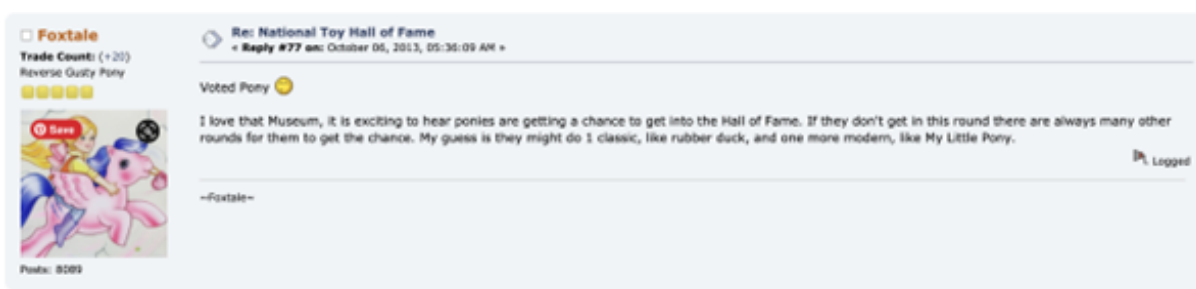 Foxtale
Trade Count: (+20)
Reverse Gusty Pony
Save
Posts: 8089
Re: National Toy Hall of Fame
« Reply #77 on: October 06, 2013, 05:36:09 AM »
Voted Pony
I love that Museum, it is exciting to hear ponies are getting a chance to get into the Hall of Fame. If they don't get in this round there are always many other
rounds for them to get the chance. My guess is they might do 1 classic, like rubber duck, and one more modern, like My Little Pony.
Logged
~Foxtale~